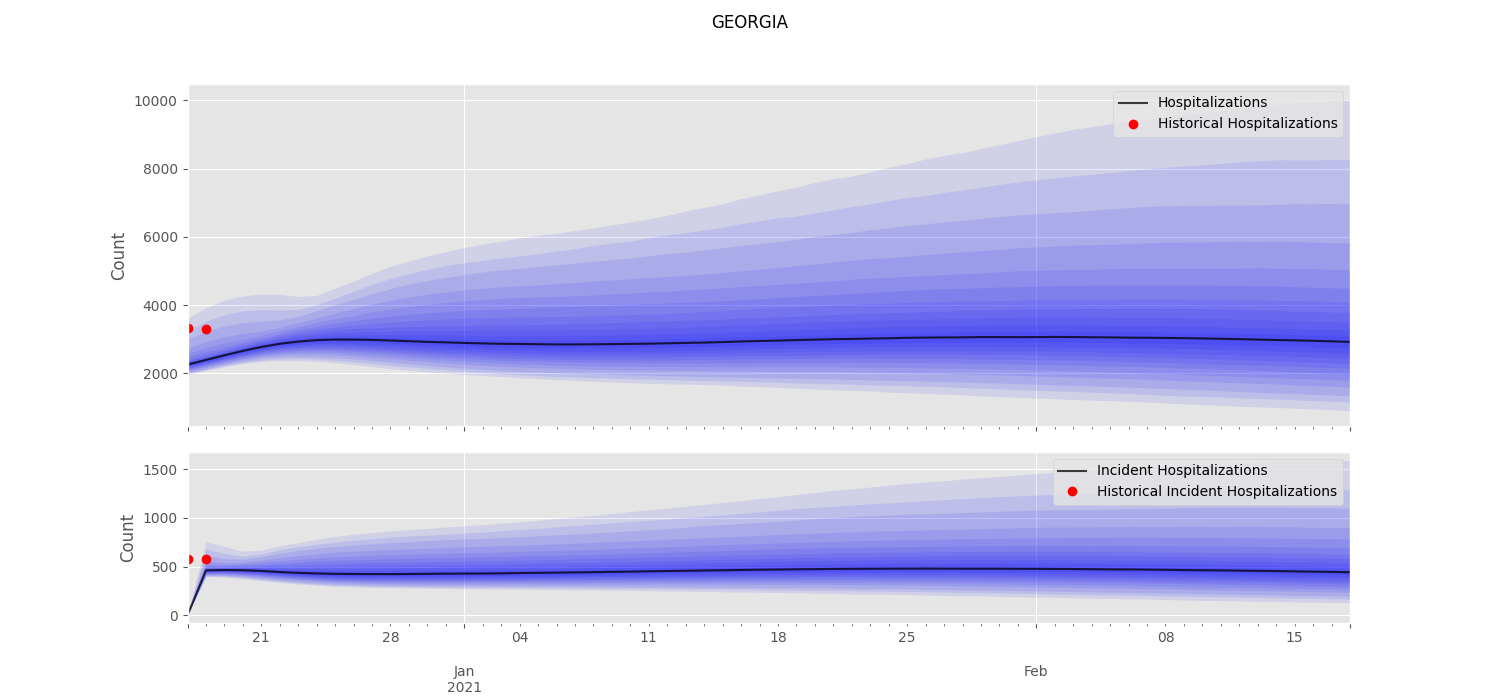 GEORGIA
10000
8000
6000
4000
2000
Count
Hospitalizations
Historical Hospitalizations
1500
1000
500
0
Count
Incident Hospitalizations
Historical Incident Hospitalizations
21 28 04 11 18 25 08 15
Jan Feb
2021